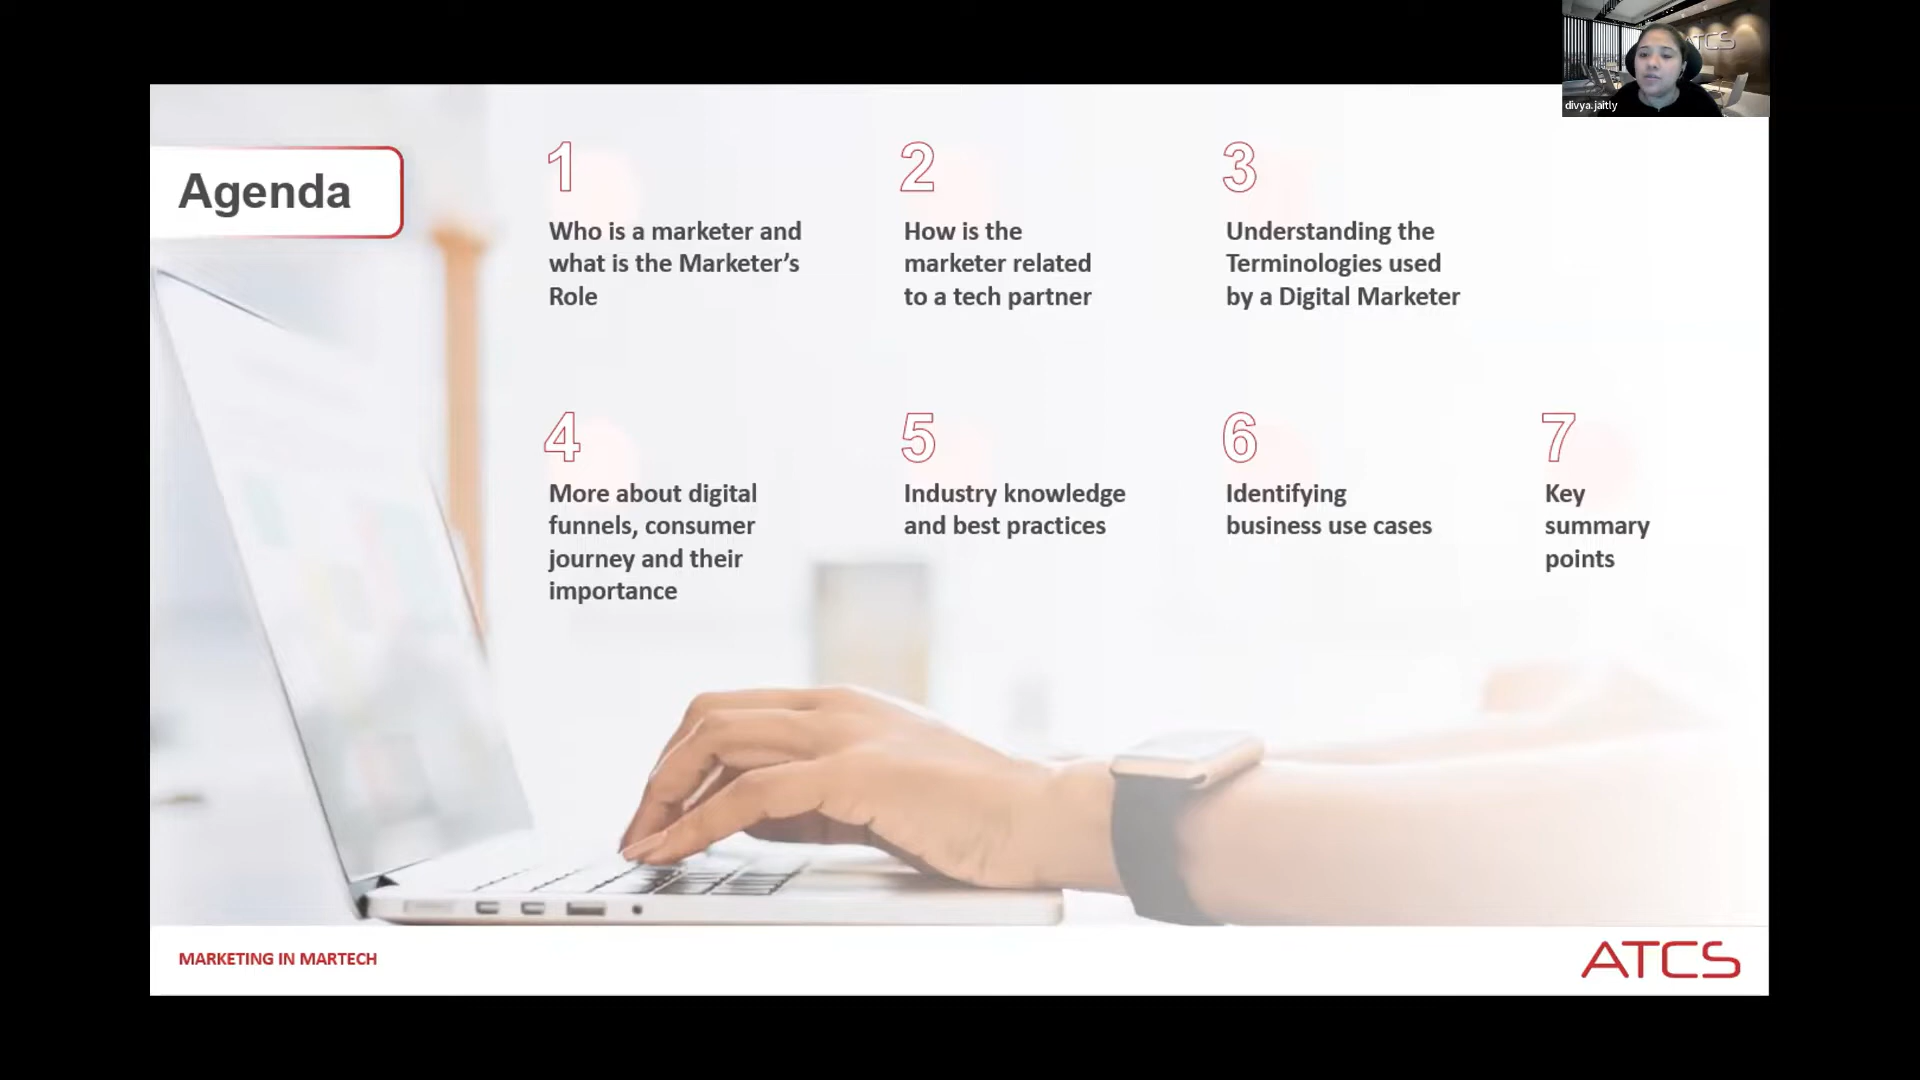 ATCS
divya.jaitly
Agenda
1
Who is a marketer and
what is the Marketer’s
Role
2
How is the
marketer related
to a tech partner
3
Understanding the
Terminologies used
by a Digital Marketer
4
More about digital
funnels, consumer
journey and their
importance
5
Industry knowledge
and best practices
6
Identifying
business use cases
7
Key
summary
points
MARKETING IN MARTECH
ATCS